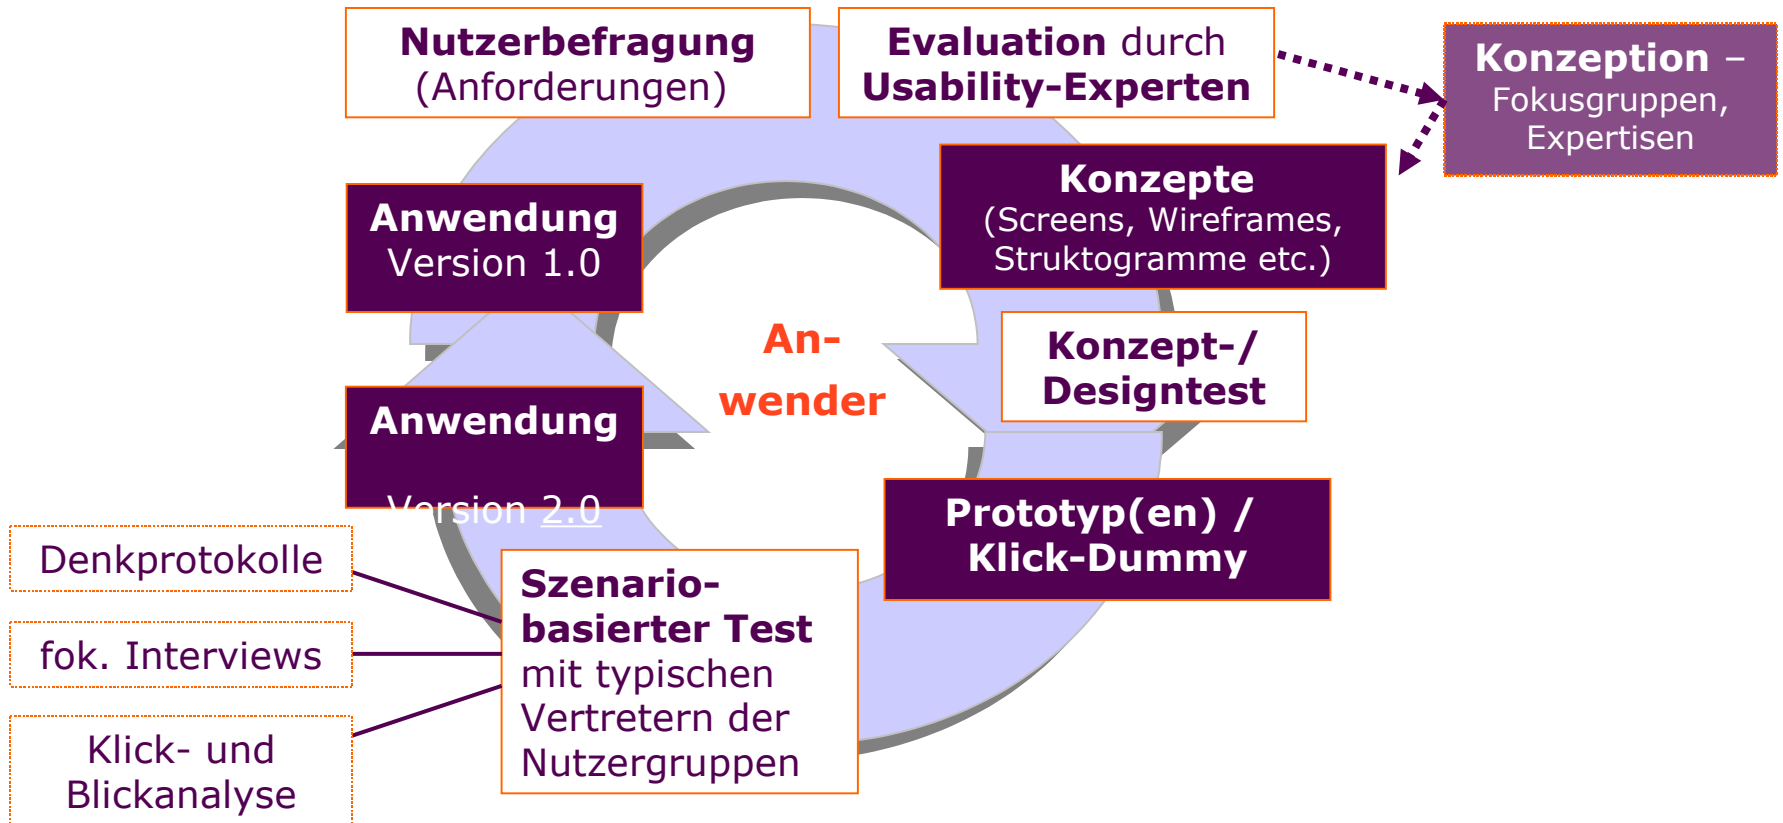 Nutzerbefragung
(Anforderungen)
Evaluation durch
Usability-Experten
Konzeption –
Fokusgruppen,
Expertisen
Konzepte
(Screens, Wireframes,
Struktogramme etc.)
Anwendung
Version 1.0
An-
wender
Konzept-/
Designtest
Anwendung
Version 2.0
Prototyp(en) /
Klick-Dummy
Szenario-
basierter Test
mit typischen
Vertretern der
Nutzergruppen
Denkprotokolle
fok. Interviews
Klick- und
Blickanalyse